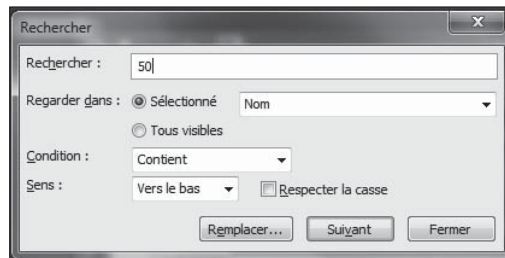 Rechercher
Rechercher : 50
Regarder dans : Sélectionné Nom
Tous visibles
Condition : Contient
Sens : Vers le bas Respecter la casse
Remplacer... Suivant Fermer